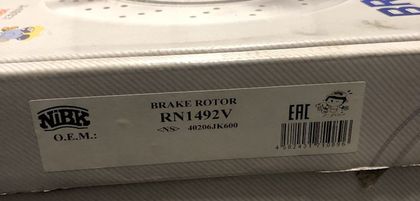 NiBK
BRAKE ROTOR
RN1492V
O.E.M.: <NS> 40206JK600
EAC